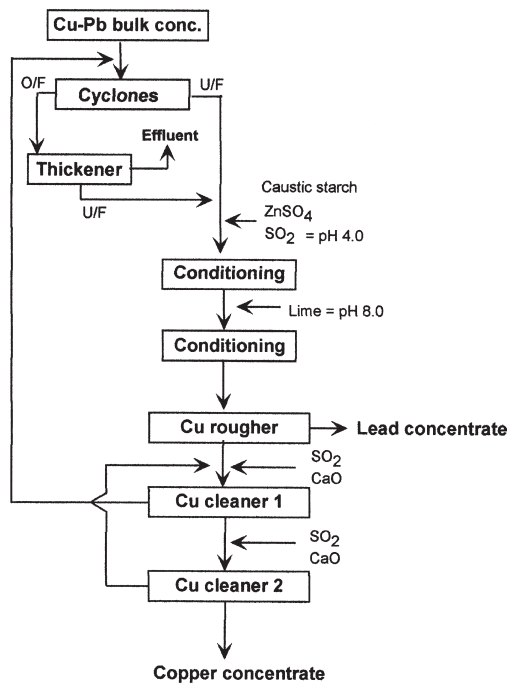 Cu-Pb bulk conc.
O/F
U/F
Cyclones
Effluent
Thickener
U/F
Caustic starch
ZnSO4
SO2 = pH 4.0
Conditioning
Lime = pH 8.0
Conditioning
Cu rougher
Lead concentrate
SO2
CaO
Cu cleaner 1
SO2
CaO
Cu cleaner 2
Copper concentrate